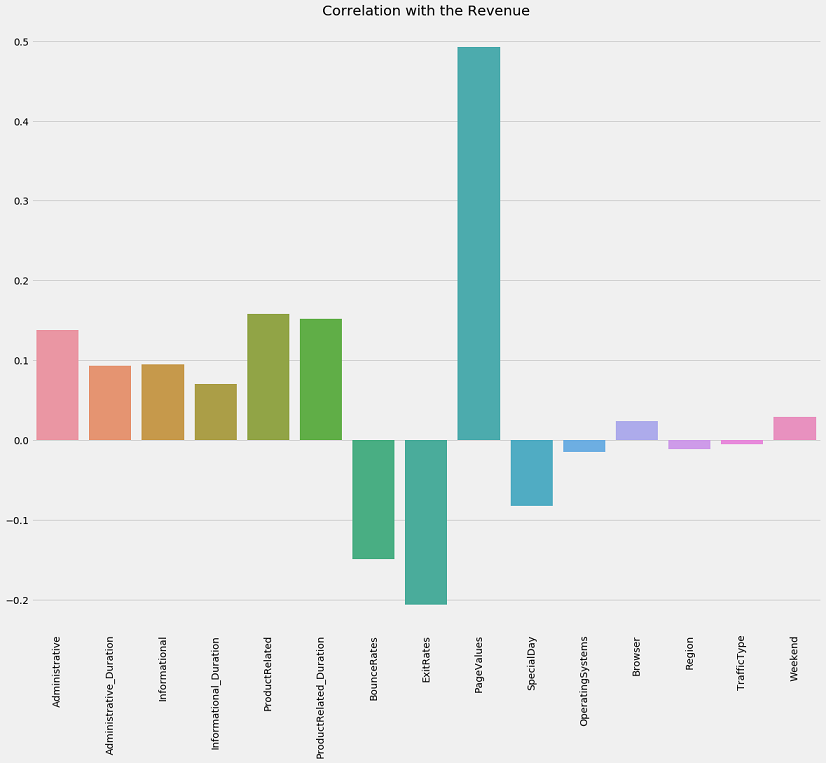 Correlation with the Revenue
0.5
0.4
0.3
0.2
0.1
0.0
−0.1
−0.2
Administrative
Administrative_Duration
Informational
Informational_Duration
ProductRelated
ProductRelated_Duration
BounceRates
ExitRates
PageValues
SpecialDay
OperatingSystems
Browser
Region
TrafficType
Weekend